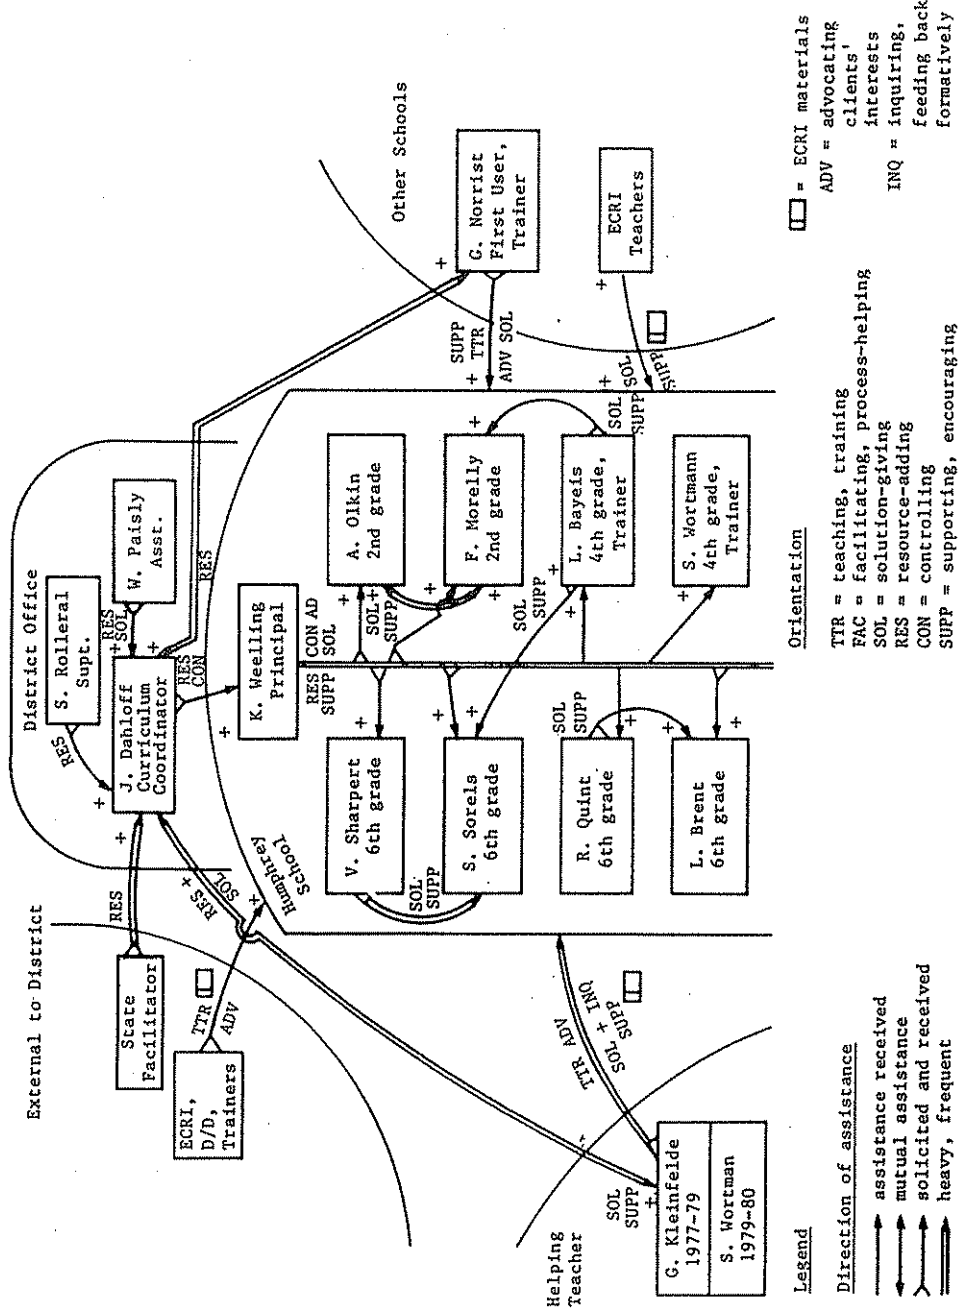 External to District
State
Facilitator
RES
+
ECRI,
D/D,
Trainers
TTR
ADV
+
District Office
S. Rolleral
Supt.
RES
+
W. Paisly
Asst.
RES
SOL
+
J. Dahloff
Curriculum
Coordinator
+
RES
CON
RES
RES +
SOL
Humphrey
School
+
K. Weelling
Principal
CON AD
SOL
RES
SUPP
V. Sharpert
6th grade
+
SOL
SUPP
S. Sorels
6th grade
+
+
R. Quint
6th grade
+
SOL
SUPP
L. Brent
6th grade
+
+
A. Olkin
2nd grade
+
SOL+
SUPP
F. Morelly
2nd grade
+
+
+
L. Bayeis
4th grade,
Trainer
+
SOL
SUPP
SOL
SUPP
S. Wortmann
4th grade,
Trainer
+
Other Schools
G. Norrist
First User,
Trainer
+
SUPP
+ TTR
ADV SOL
ECRI
Teachers
+
+
SOL
SUPP
Helping
Teacher
G. Kleinfelde
1977-79
S. Wortman
1979-80
SOL
SUPP
+
TTR ADV
SOL + INQ
SUPP
Legend
Direction of assistance
assistance received
mutual assistance
solicited and received
heavy, frequent
Orientation
TTR = teaching, training
FAC = facilitating, process-helping
SOL = solution-giving
RES = resource-adding
CON = controlling
SUPP = supporting, encouraging
= ECRI materials
ADV = advocating
clients'
interests
INQ = inquiring,
feeding back
formatively